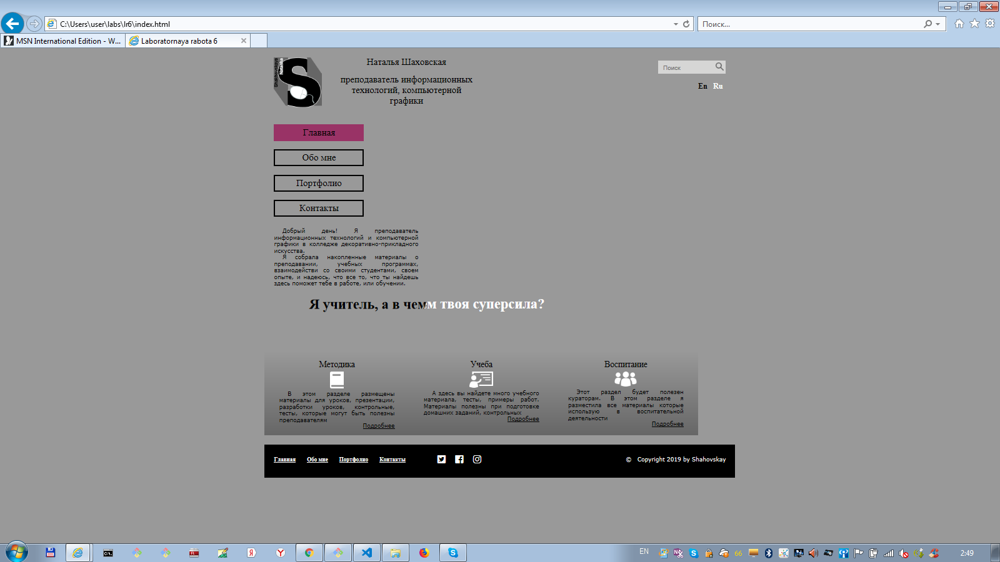 C:\Users\user\labs\lr6\index.html
Поиск...
MSN International Edition - W...
Laboratornaya rabota 6
Shakhovskaya
Natasha
S
Наталья Шаховская
преподаватель информационных
технологий, компьютерной
графики
Поиск
En Ru
Главная
Обо мне
Портфолио
Контакты
Добрый день! Я преподаватель
информационных технологий и компьютерной
графики в колледже декоративно-прикладного
искусства.
Я собрала накопленные материалы о
преподавании, учебных программах,
взаимодействи со своими студентами, своем
опыте, и надеюсь, что все то, что ты найдешь
здесь поможет тебе в работе, или обучении.
Я учитель, а в чем
м твоя суперсила?
Методика
В этом разделе размещены
материалы для уроков, презентации,
разработки уроков, контрольные,
тесты, которые могут быть полезны
преподавателям
Подробнее
Учеба
А здесь вы найдете много учебного
материала, тесты, примеры работ.
Материалы полезны при подготовке
домашних заданий, контрольных
Подробнее
Воспитание
Этот раздел будет полезен
кураторам. В этом разделе я
разместила все материалы которые
использую в воспитательной
деятельности
Подробнее
Главная Обо мне Портфолио Контакты
© Copyright 2019 by Shahovskay
EN
66
2:49